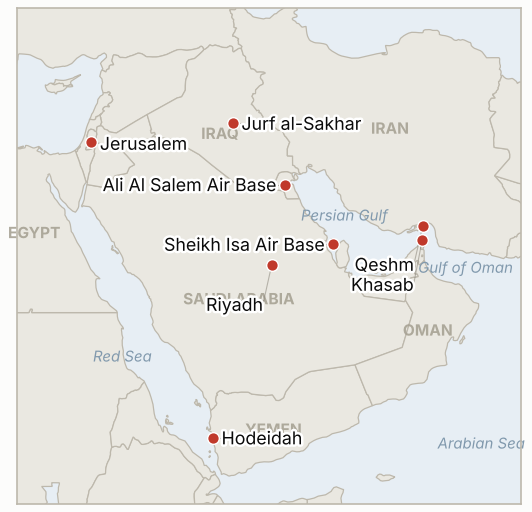 Jurf al-Sakhar
IRAQ
IRAN
Jerusalem
Ali Al Salem Air Base
Persian Gulf
EGYPT
Sheikh Isa Air Base
Qeshm
Gulf of Oman
Khasab
SAUDI ARABIA
Riyadh
OMAN
Red Sea
YEMEN
Hodeidah
Arabian Sea